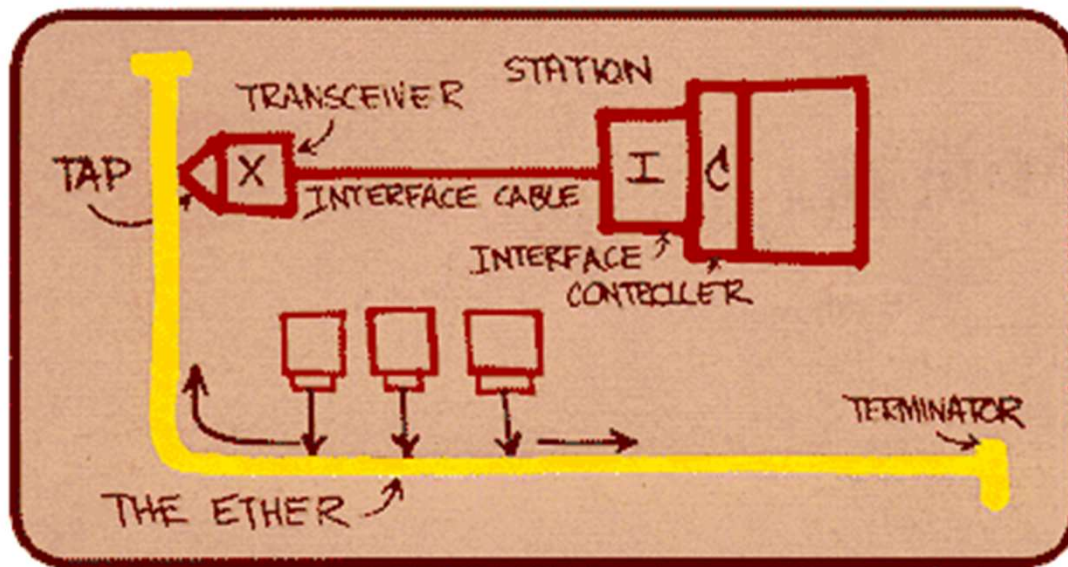 STATION
TRANSCEIVER
TAP
X
I
C
INTERFACE CABLE
INTERFACE
CONTROLLER
TERMINATOR
THE ETHER